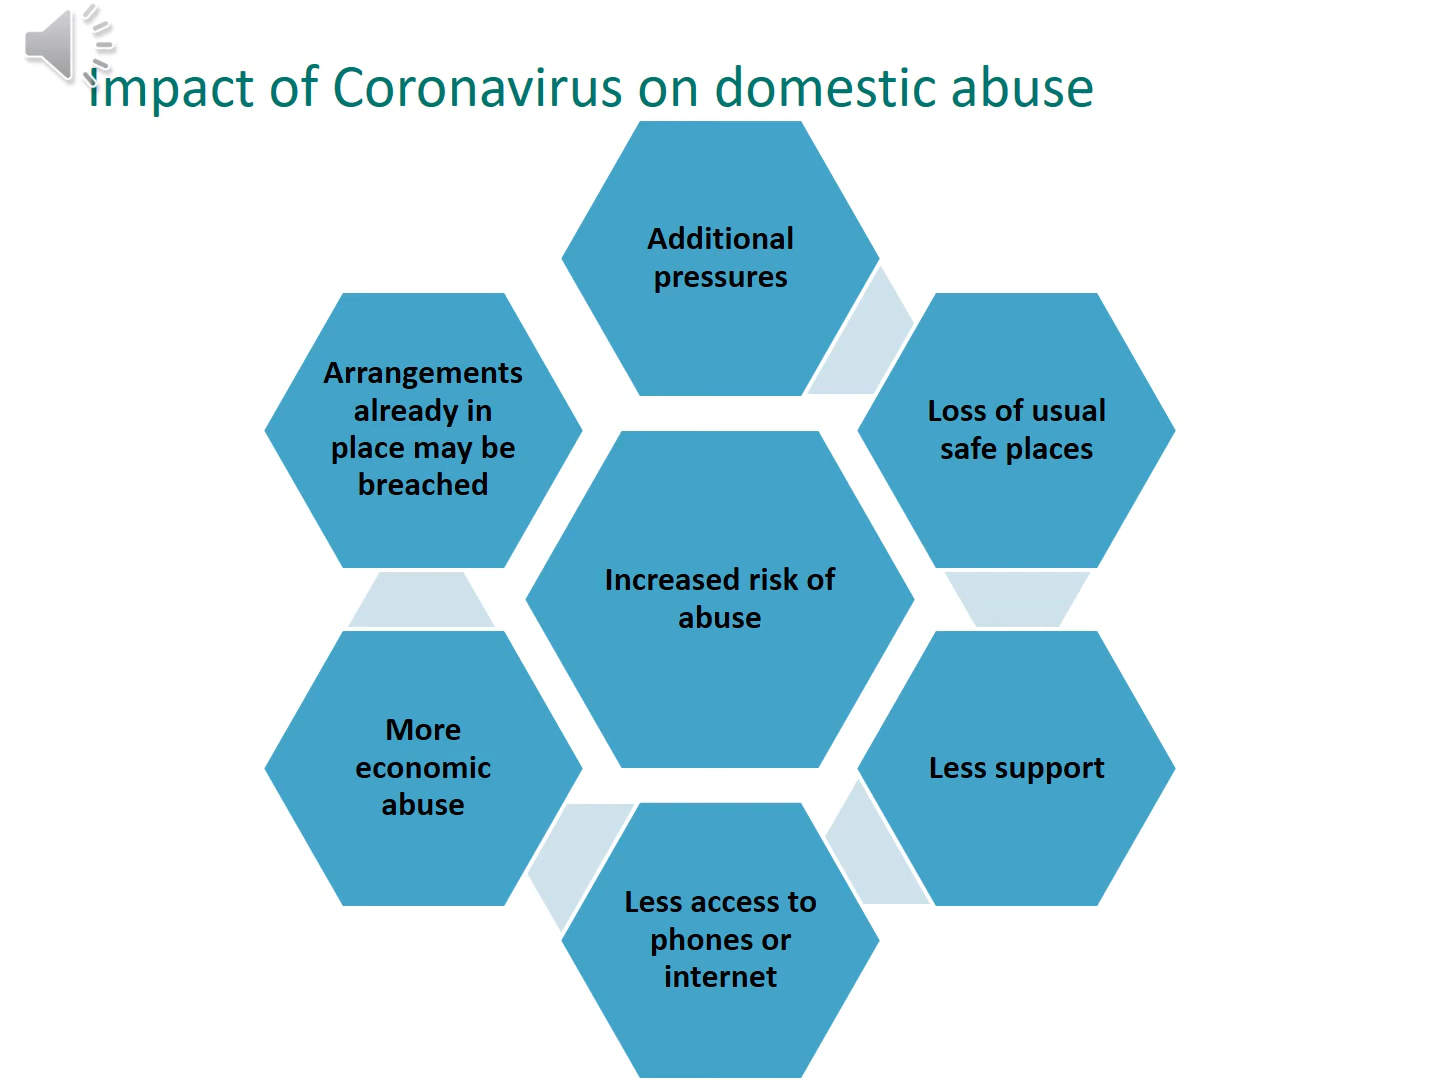 Impact of Coronavirus on domestic abuse
Additional
pressures
Loss of usual
safe places
Less support
Less access to
phones or
internet
More
economic
abuse
Arrangements
already in
place may be
breached
Increased risk of
abuse